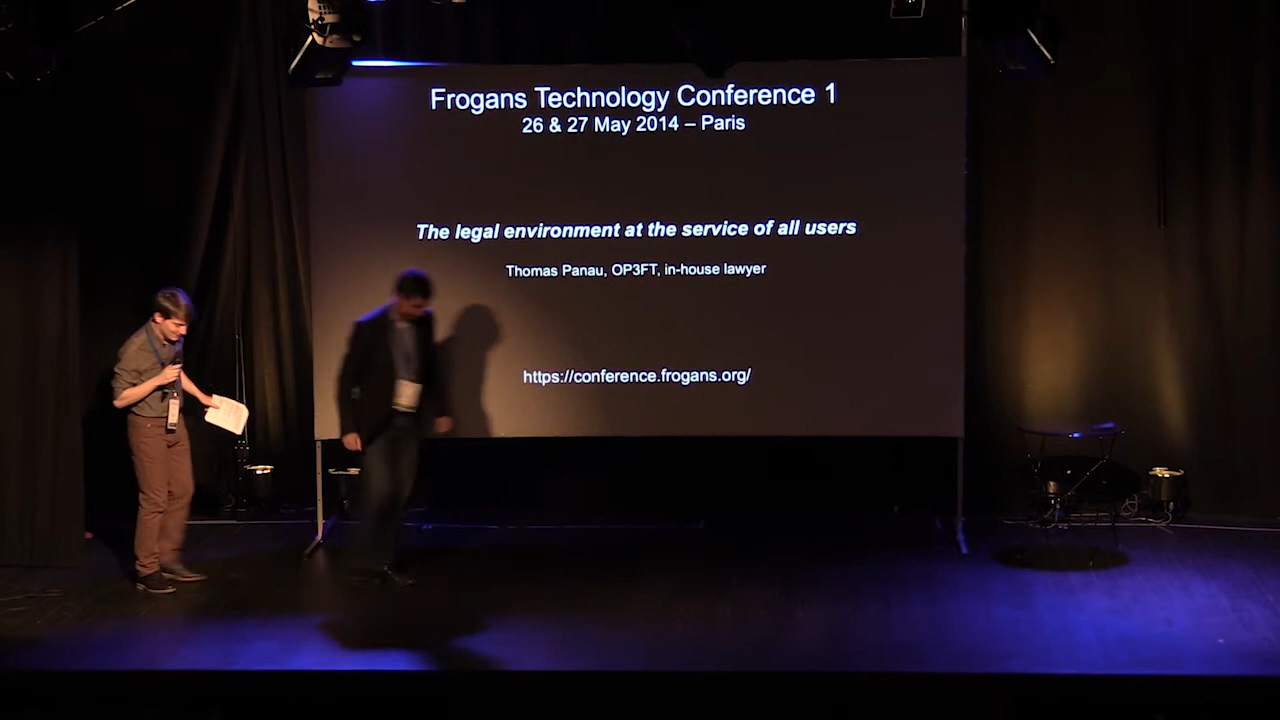 Frogans Technology Conference 1
26 & 27 May 2014 – Paris
The legal environment at the service of all users
Thomas Panau, OP3FT, in-house lawyer
https://conference.frogans.org/